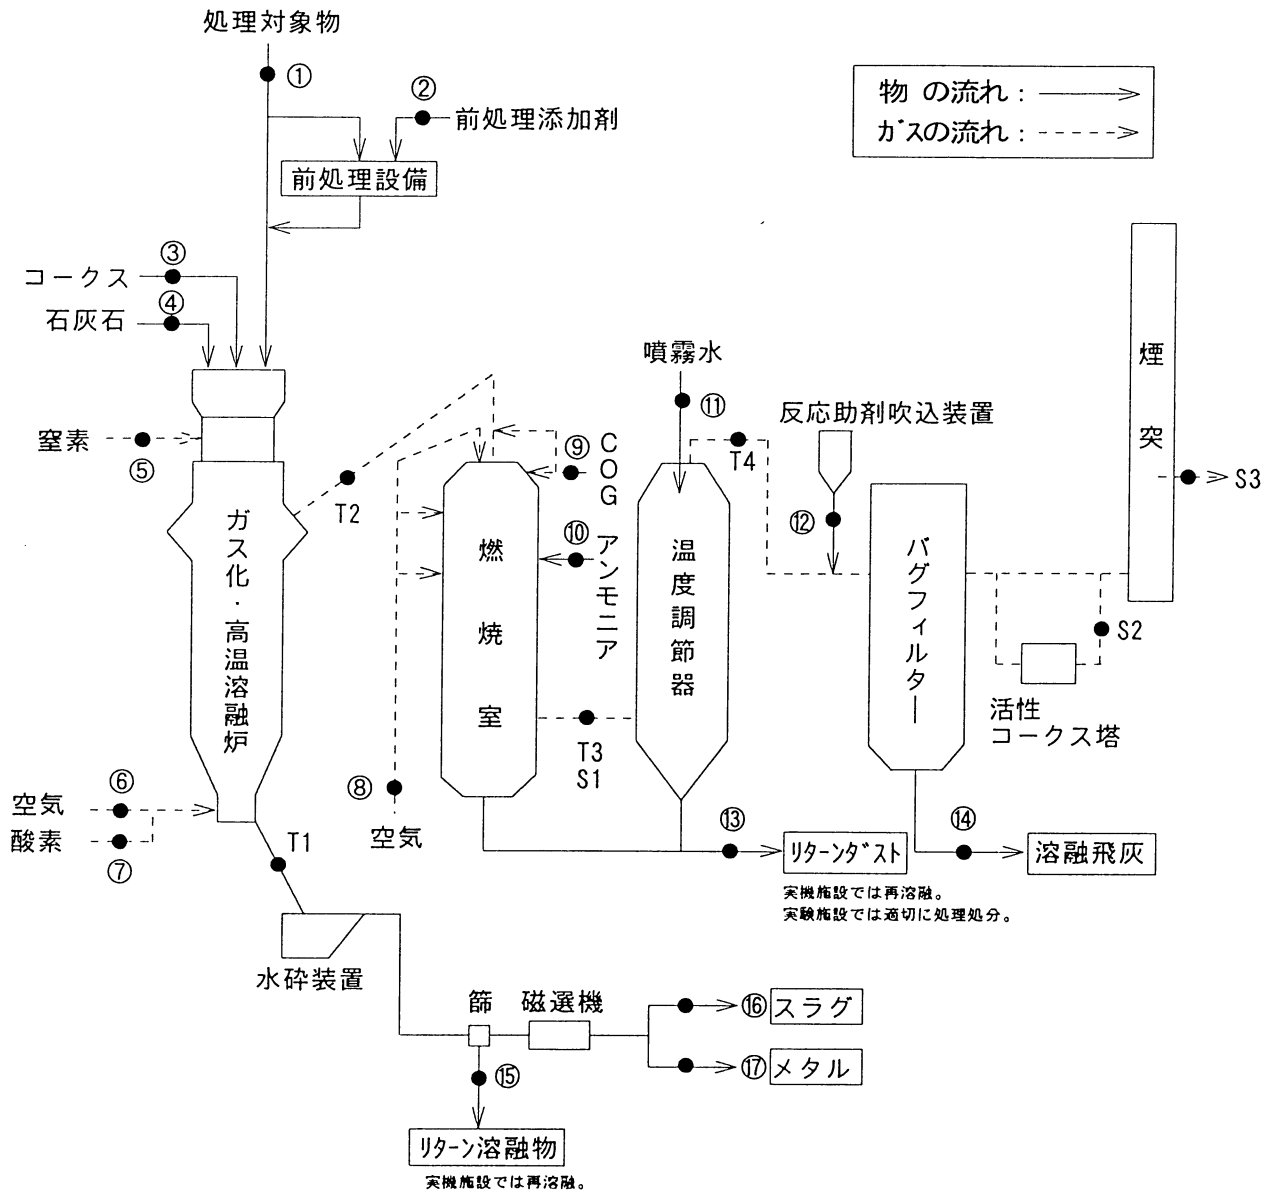 処理対象物
①
②
前処理添加剤
前処理設備
物 の流れ：
ガスの流れ：
③
コークス
④
石灰石
窒素
⑤
T2
ガス化・高温溶融炉
⑥
空気
酸素
⑦
T1
⑧
空気
燃焼室
⑨
COG
⑩
アンモニア
T3
S1
噴霧水
⑪
温度調節器
T4
反応助剤吹込装置
⑫
バグフィルター
煙突
S3
S2
活性
コークス塔
⑬
リターンダスト
実機施設では再溶融。
実験施設では適切に処理処分。
⑭
溶融飛灰
水砕装置
篩
磁選機
⑯
スラグ
⑰
メタル
⑮
リターン溶融物
実機施設では再溶融。